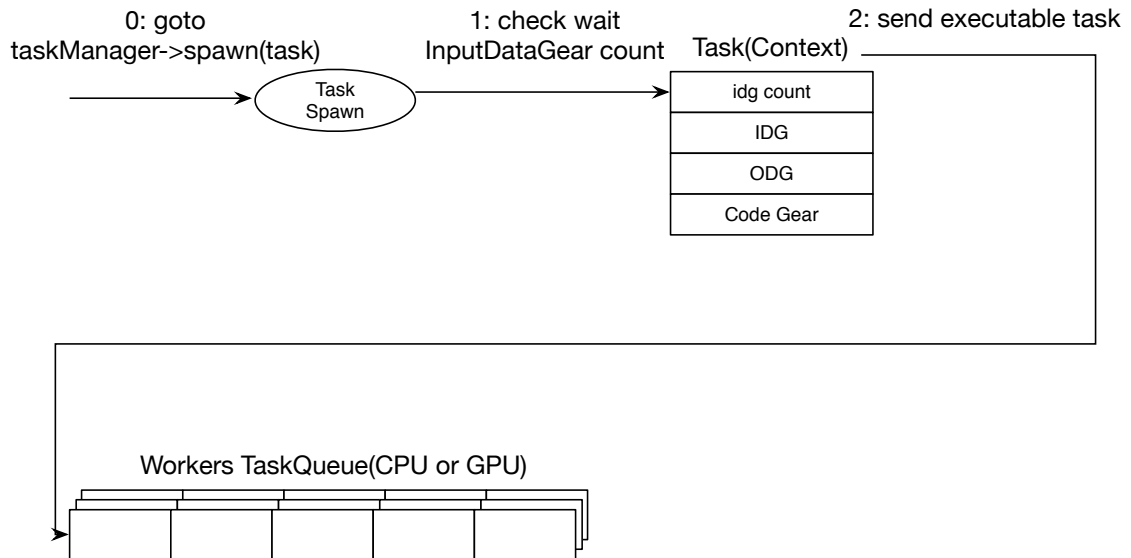 0: goto
taskManager->spawn(task)
1: check wait
InputDataGear count
2: send executable task
Task(Context)
Task
Spawn
idg count
IDG
ODG
Code Gear
Workers TaskQueue(CPU or GPU)